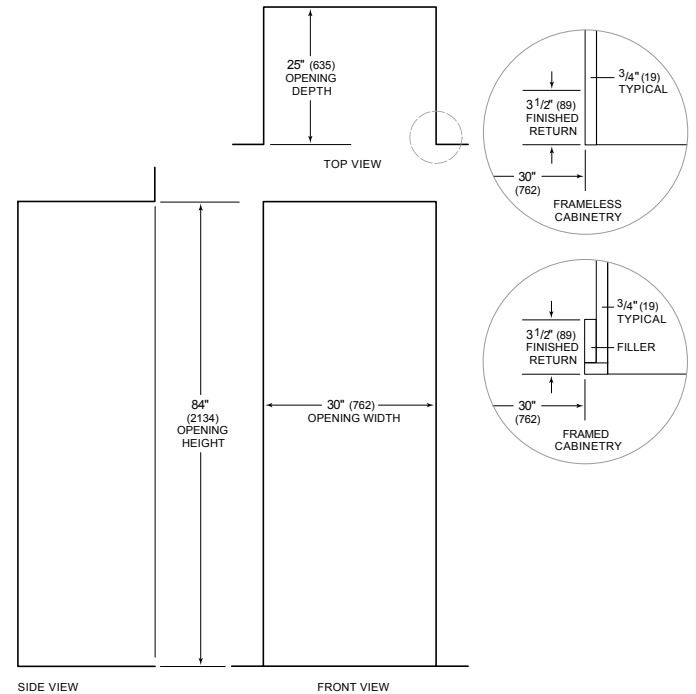 25" (635)
OPENING
DEPTH
TOP VIEW
3/4" (19)
TYPICAL
3 1/2" (89)
FINISHED
RETURN
30"
(762)
FRAMELESS
CABINETRY
3/4" (19)
TYPICAL
3 1/2" (89)
FINISHED
RETURN
FILLER
30"
(762)
FRAMED
CABINETRY
84"
(2134)
OPENING
HEIGHT
30" (762)
OPENING WIDTH
SIDE VIEW
FRONT VIEW